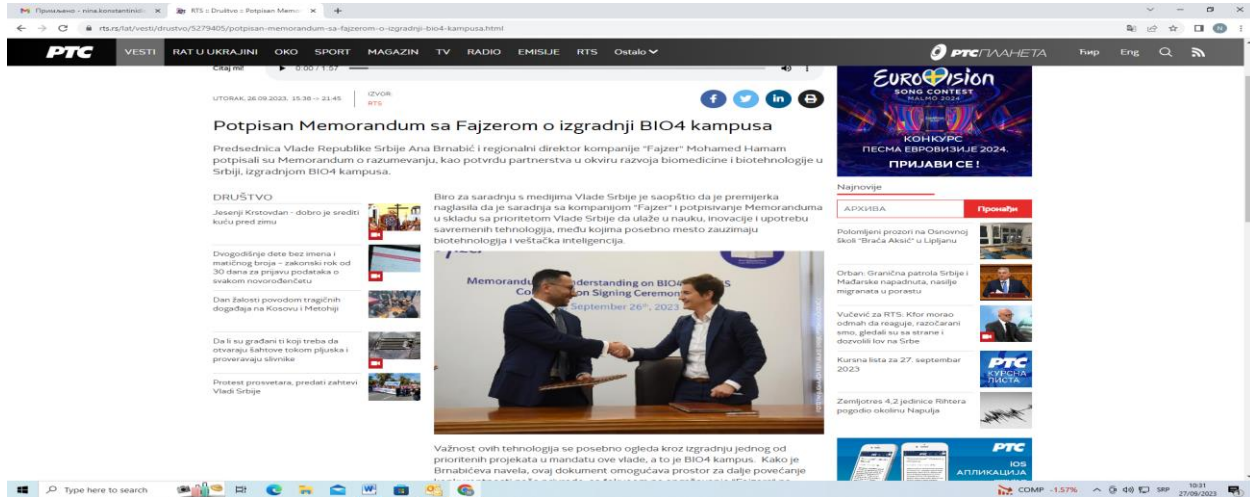 Примљено - nina.konstantinidi
RTS :: Društvo :: Potpisan Memor
rts.rs/lat/vesti/drustvo/5279405/potpisan-memorandum-sa-fajzerom-o-izgradnji-bio4-kampusa.html
РТС VESTI RAT U UKRAJINI OKO SPORT MAGAZIN TV RADIO EMISIJE RTS Ostalo РТС ПЛАНЕТА Ћир Eng
Čitaj mi!
0:00 / 1:57
UTORAK, 26.09.2023, 15:38 -> 21:45
IZVOR:
RTS
Potpisan Memorandum sa Fajzerom o izgradnji BIO4 kampusa
Predsednica Vlade Republike Srbije Ana Brnabić i regionalni direktor kompanije "Fajzer" Mohamed Hamam
potpisali su Memorandum o razumevanju, kao potvrdu partnerstva u okviru razvoja biomedicine i biotehnologije u
Srbiji, izgradnjom BIO4 kampusa.
DRUŠTVO
Jesenji Krstovdan - dobro je srediti
kuću pred zimu
Dvogodišnje dete bez imena i
matičnog broja – zakonski rok od
30 dana za prijavu podataka o
svakom novorođenčetu
Dan žalosti povodom tragičnih
događaja na Kosovu i Metohiji
Da li su građani ti koji treba da
otvaraju šahtove tokom pljuska i
proveravaju slivnike
Protest prosvetara, predati zahtevi
Vladi Srbije
Biro za saradnju s medijima Vlade Srbije je saopštio da je premijerka
naglasila da je saradnja sa kompanijom "Fajzer" i potpisivanje Memoranduma
u skladu sa prioritetom Vlade Srbije da ulaže u nauku, inovacije i upotrebu
savremenih tehnologija, među kojima posebno mesto zauzimaju
biotehnologija i veštačka inteligencija.
Memorandu derstanding on BIO4 S
Co on Signing Ceremon
September 26th, 2023
Važnost ovih tehnologija se posebno ogleda kroz izgradnju jednog od
prioritenih projekata u mandatu ove vlade, a to je BIO4 kampus. Kako je
Brnabićeva navela, ovaj dokument omogućava prostor za dalje povećanje
EUROVISION
SONG CONTEST
MALMÖ 2024
КОНКУРС
ПЕСМА ЕВРОВИЗИЈЕ 2024.
ПРИЈАВИ СЕ!
Najnovije
АРХИВА
Пронађи
Polomljeni prozori na Osnovnoj
školi "Braća Aksić" u Lipljanu
Orban: Granična patrola Srbije i
Mađarske napadnuta, nasilje
migranata u porastu
Vučević za RTS: Kfor morao
odmah da reaguje, razočarani
smo, gledali su sa strane i
dozvolili lov na Srbe
Kursna lista za 27. septembar
2023
РТС
КУРСНА
ЛИСТА
Zemljotres 4,2 jedinice Rihtera
pogodio okolinu Napulja
РТС
IOS
АПЛИКАЦИЈА
Type here to search
COMP -1.57%
SRP
10:31
27/09/2023